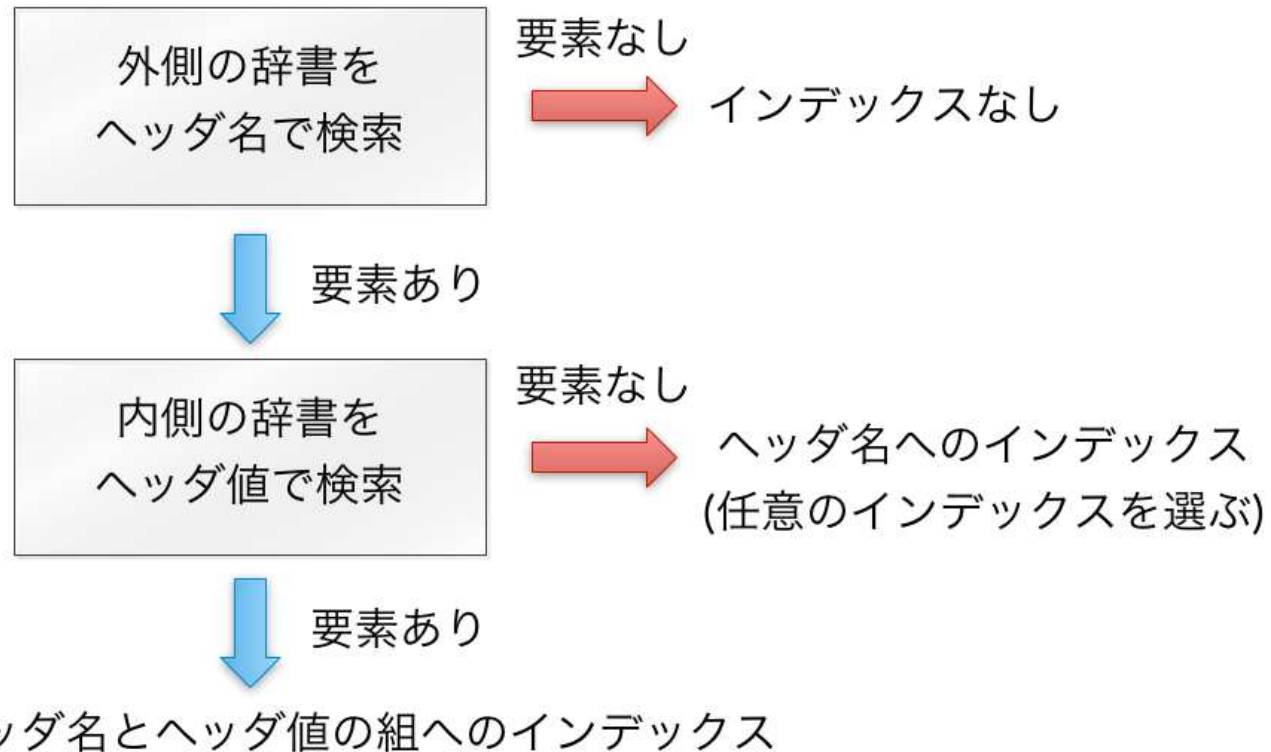 外側の辞書を
ヘッダ名で検索
要素なし
インデックスなし
要素あり
内側の辞書を
ヘッダ値で検索
要素なし
ヘッダ名へのインデックス
(任意のインデックスを選ぶ)
要素あり
ッダ名とヘッダ値の組へのインデックス